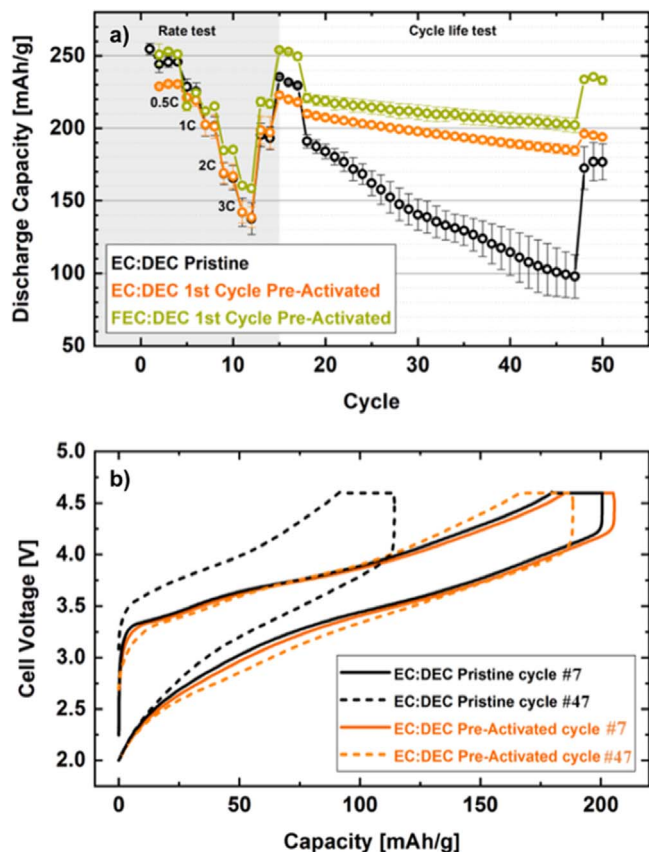 a)
Rate test
Cycle life test
Discharge Capacity [mAh/g]
250
200
150
100
50
0.5C
1C
2C
3C
EC:DEC Pristine
EC:DEC 1st Cycle Pre-Activated
FEC:DEC 1st Cycle Pre-Activated
0
10
20
30
40
50
Cycle
b)
Cell Voltage [V]
5.0
4.5
4.0
3.5
3.0
2.5
2.0
EC:DEC Pristine cycle #7
EC:DEC Pristine cycle #47
EC:DEC Pre-Activated cycle #7
EC:DEC Pre-Activated cycle #47
0
50
100
150
200
Capacity [mAh/g]